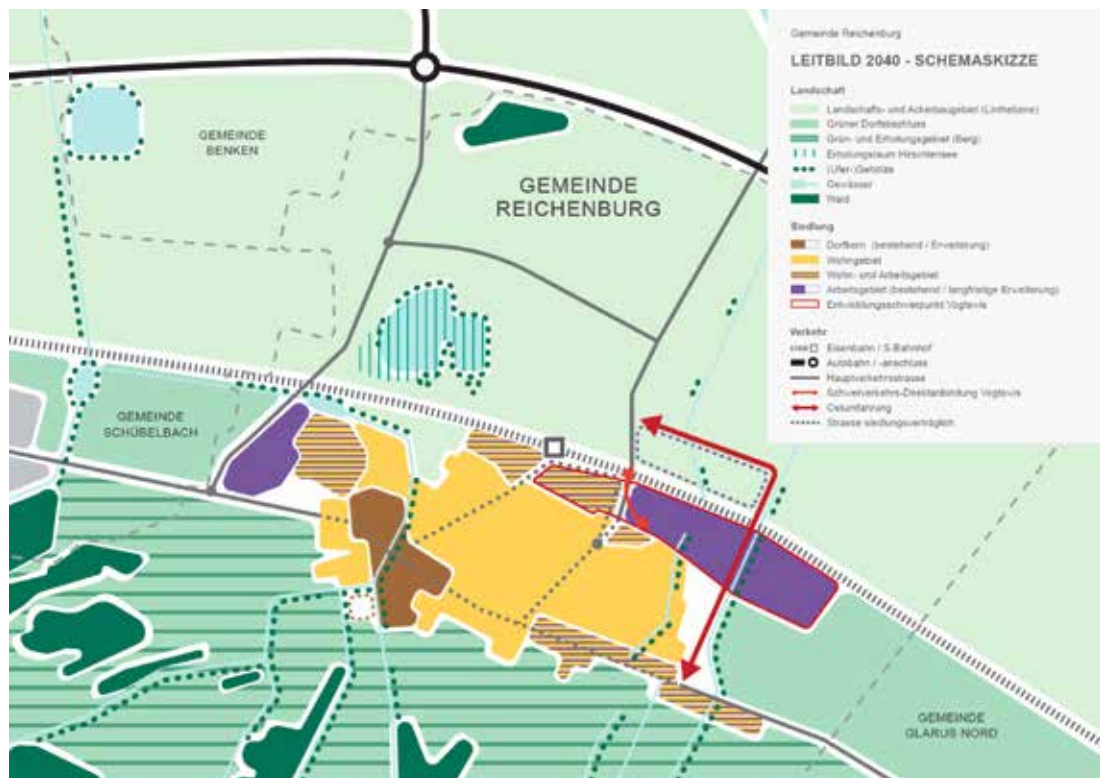 GEMEINDE
BENKEN
GEMEINDE
REICHENBURG
GEMEINDE
SCHÜBELBACH
GEMEINDE
GLARUS NORD
Gemeinde Reichenburg
LEITBILD 2040 - SCHEMASKIZZE
Landschaft
Landschafts- und Ackerbaugebiet (Linthebene)
Grüner Dorfabschluss
Grün- und Erholungsgebiet (Berg)
Erholungsraum Hirschlensee
(Ufer-)Gehölze
Gewässer
Wald
Siedlung
Dorfkern (bestehend / Erweiterung)
Wohngebiet
Wohn- und Arbeitsgebiet
Arbeitsgebiet (bestehend / langfristige Erweiterung)
Entwicklungsschwerpunkt Vogtswis
Verkehr
Eisenbahn / S-Bahnhof
Autobahn / -anschluss
Hauptverkehrsstrasse
Schwerverkehrs-Direktanbindung Vogtswis
Ostumfahrung
Strasse siedlungsverträglich